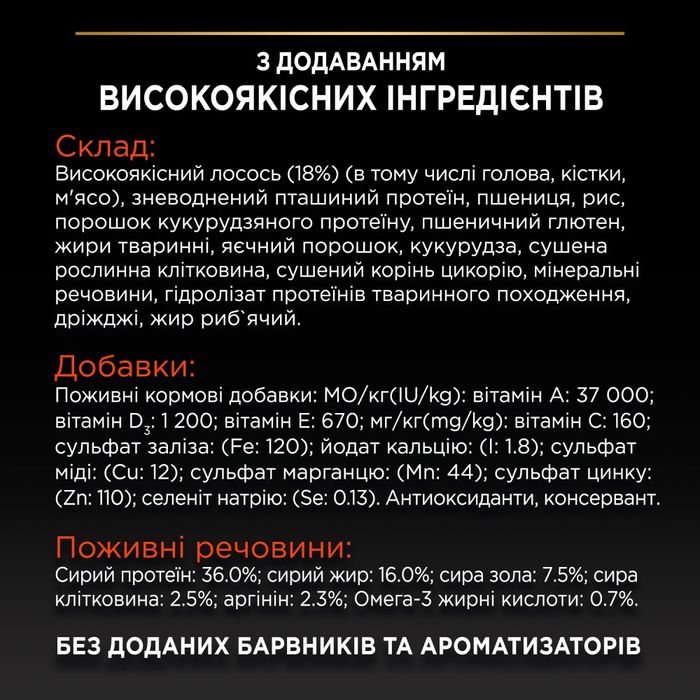 З ДОДАВАННЯМ
ВИСОКОЯКІСНИХ ІНГРЕДІЄНТІВ
Склад:
Високоякісний лосось (18%) (в тому числі голова, кістки,
м'ясо), зневоднений пташиний протеїн, пшениця, рис,
порошок кукурудзяного протеїну, пшеничний глютен,
жири тваринні, яєчний порошок, кукурудза, сушена
рослинна клітковина, сушений корінь цикорію, мінеральні
речовини, гідролізат протеїнів тваринного походження,
дріжджі, жир риб`ячий.
Добавки:
Поживні кормові добавки: МО/кг(IU/kg): вітамін А: 37 000;
вітамін D3: 1 200; вітамін Е: 670; мг/кг(mg/kg): вітамін С: 160;
сульфат заліза: (Fe: 120); йодат кальцію: (I: 1.8); сульфат
міді: (Cu: 12); сульфат марганцю: (Mn: 44); сульфат цинку:
(Zn: 110); селеніт натрію: (Se: 0.13). Антиоксиданти, консервант.
Поживні речовини:
Сирий протеїн: 36.0%; сирий жир: 16.0%; сира зола: 7.5%; сира
клітковина: 2.5%; аргінін: 2.3%; Омега-3 жирні кислоти: 0.7%.
БЕЗ ДОДАНИХ БАРВНИКІВ ТА АРОМАТИЗАТОРІВ